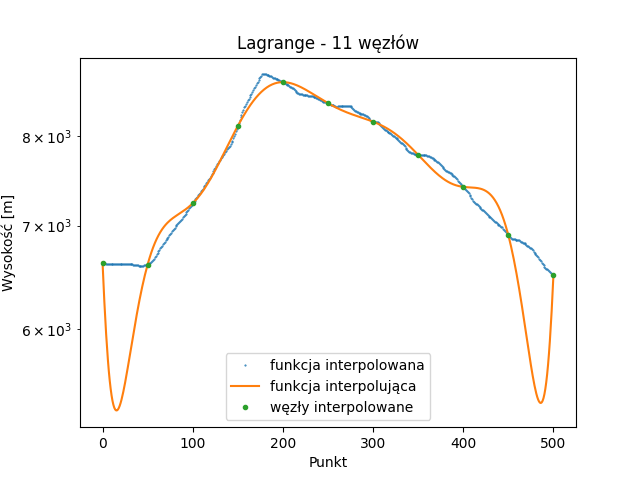 Lagrange - 11 węzłów
Wysokość [m]
8 × 10³
7 × 10³
6 × 10³
funkcja interpolowana
funkcja interpolująca
węzły interpolowane
0 100 200 300 400 500
Punkt